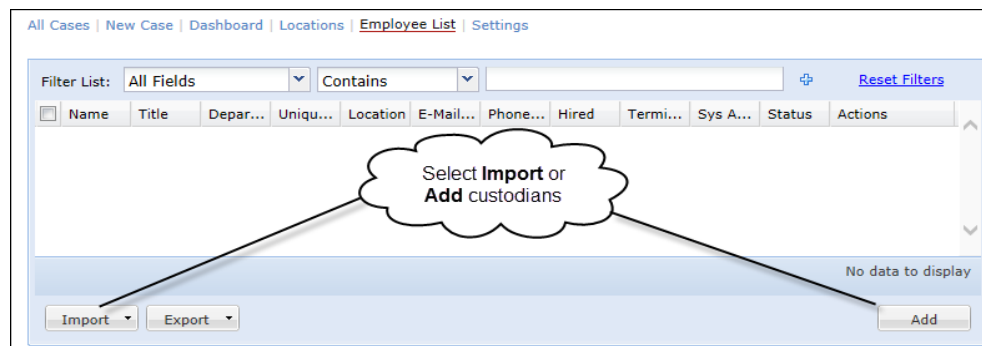 All Cases | New Case | Dashboard | Locations | Employee List | Settings
Filter List: All Fields Contains Reset Filters
Name Title Depar... Uniqu... Location E-Mail... Phone... Hired Termi... Sys A... Status Actions
Select Import or
Add custodians
No data to display
Import Export Add